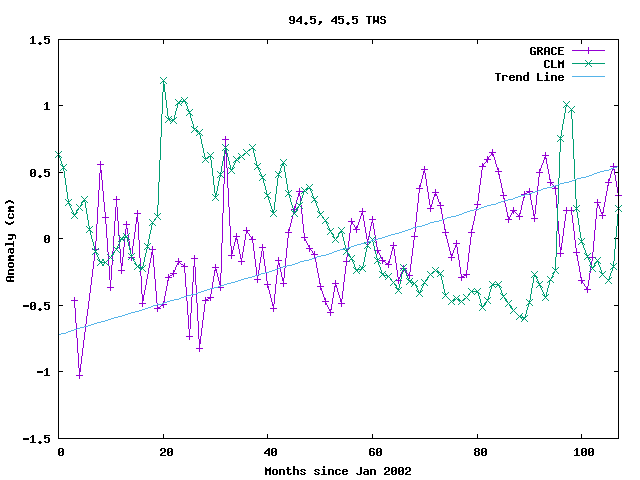 94.5, 45.5 TWS
GRACE
CLM
Trend Line
1.5
1
0.5
0
-0.5
-1
-1.5
Anomaly (cm)
0 20 40 60 80 100
Months since Jan 2002